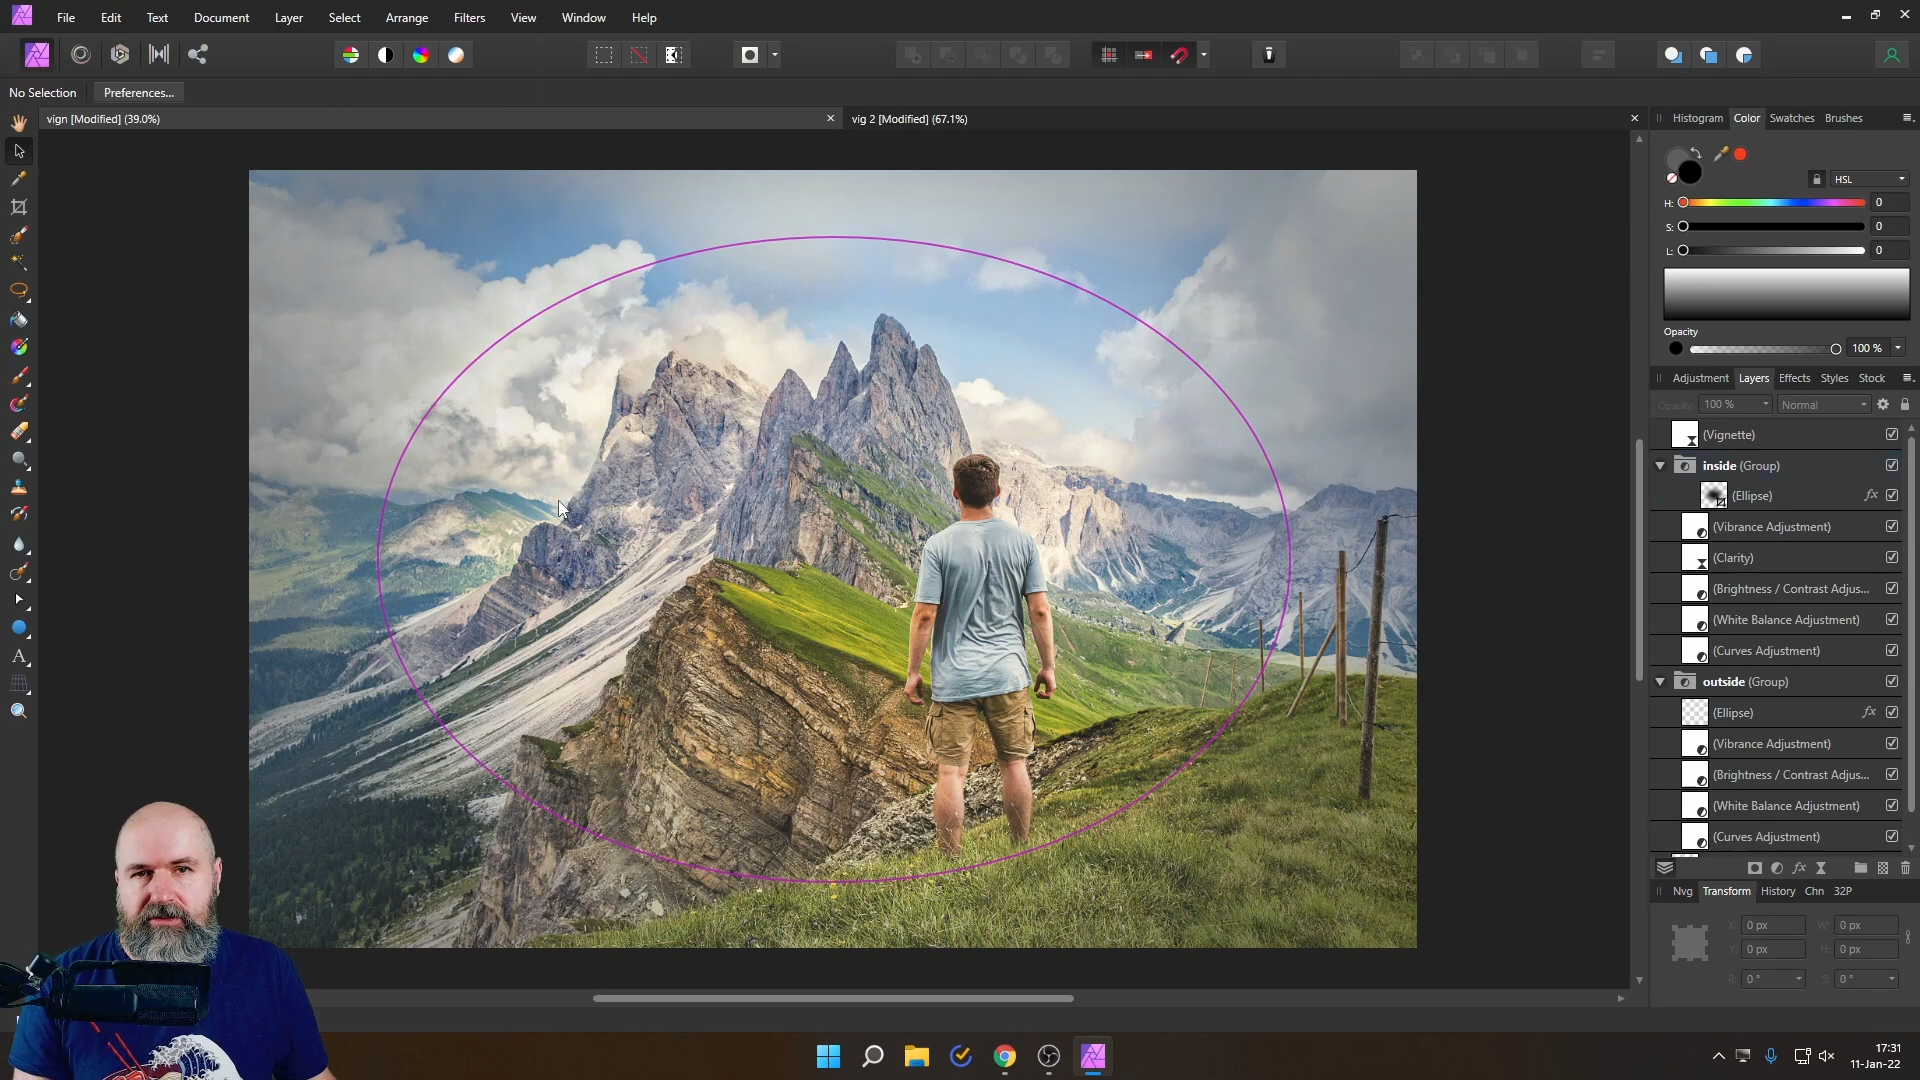 File Edit Text Document Layer Select Arrange Filters View Window Help
No Selection Preferences...
vign [Modified] (39.0%) vig 2 [Modified] (67.1%)
Histogram Color Swatches Brushes
HSL
H: 0
S: 0
L: 0
Opacity
100 %
Adjustment Layers Effects Styles Stock
Opacity: 100 % Normal
(Vignette)
inside (Group)
(Ellipse) fx
(Vibrance Adjustment)
(Clarity)
(Brightness / Contrast Adjus...
(White Balance Adjustment)
(Curves Adjustment)
outside (Group)
(Ellipse) fx
(Vibrance Adjustment)
(Brightness / Contrast Adjus...
(White Balance Adjustment)
(Curves Adjustment)
fx
Nvg Transform History Chn 32P
X: 0 px W: 0 px
Y: 0 px H: 0 px
R: 0 ° S: 0 °
17:31
11-Jan-22